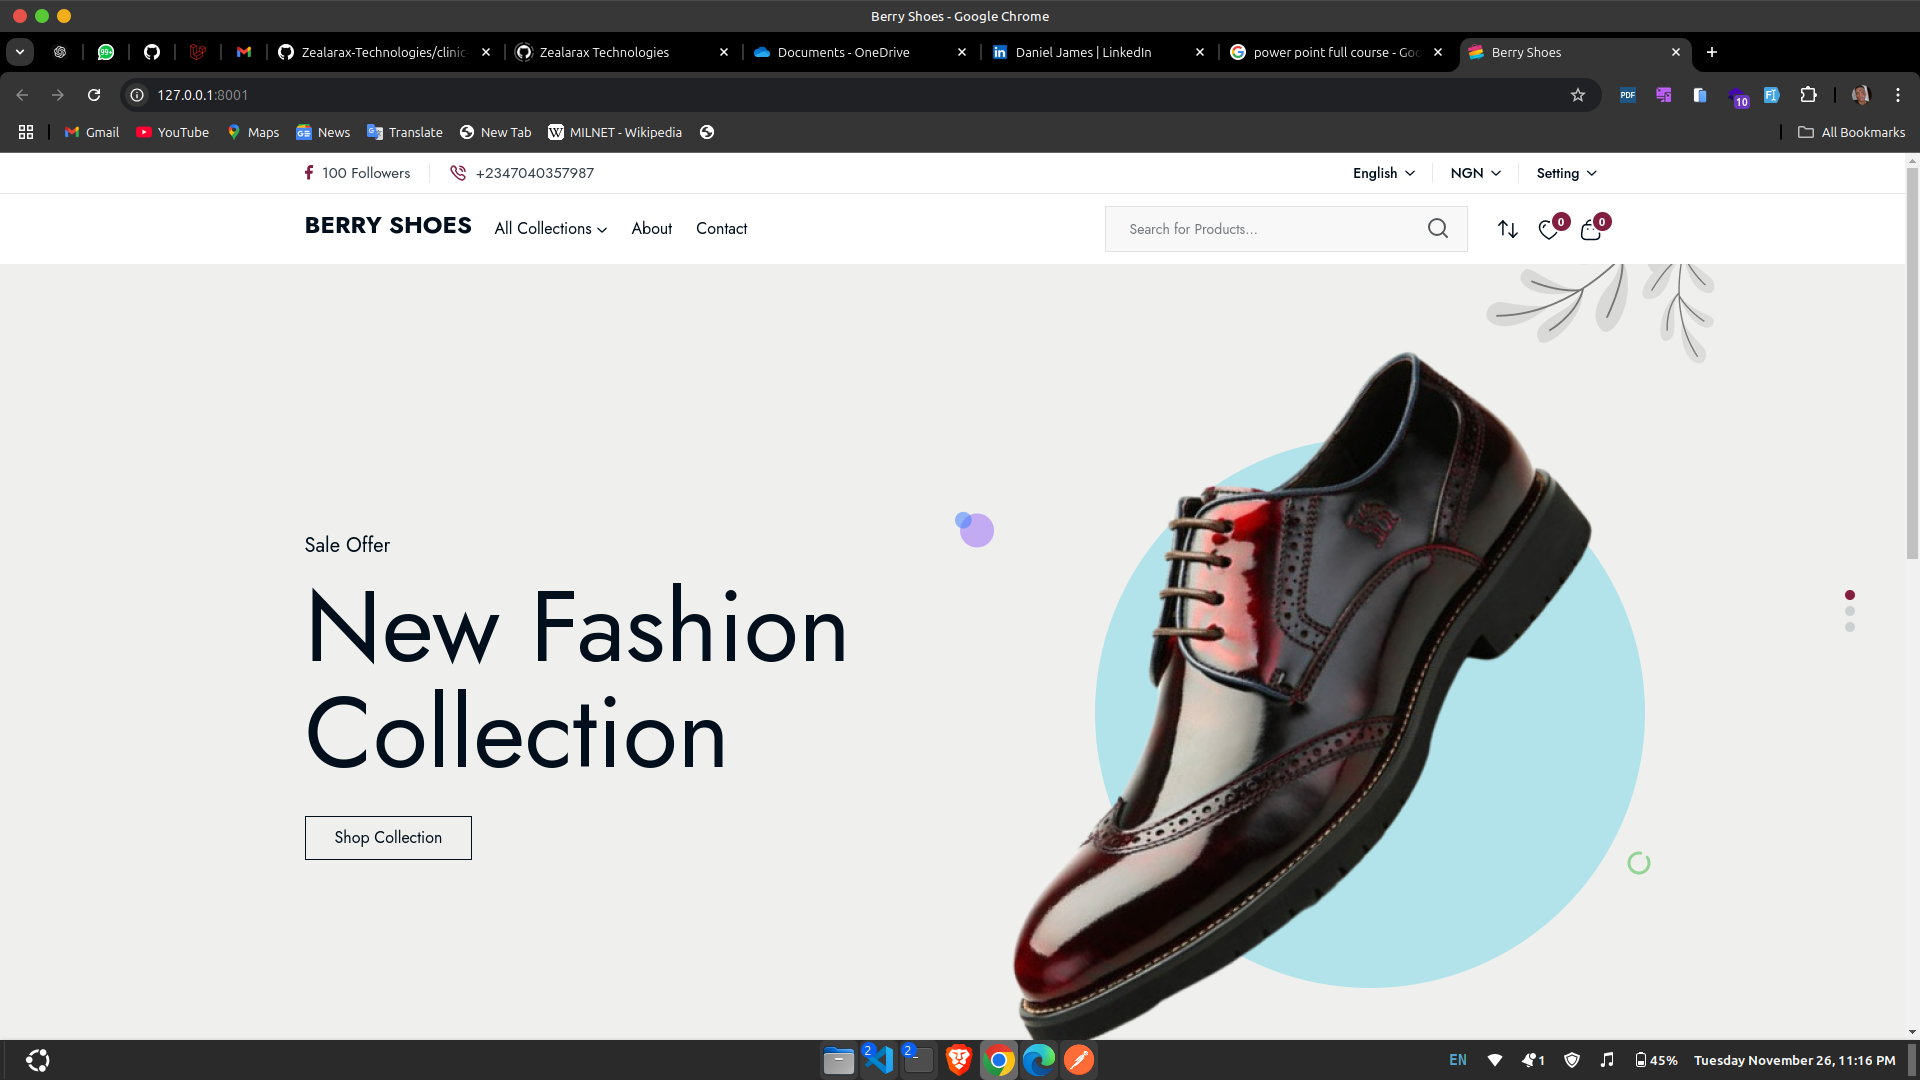 Berry Shoes - Google Chrome
99+
Zealarax-Technologies/clinic
Zealarax Technologies
Documents - OneDrive
Daniel James | LinkedIn
power point full course - Goo
Berry Shoes
127.0.0.1:8001
PDF
10
Gmail
YouTube
Maps
News
Translate
New Tab
MILNET - Wikipedia
All Bookmarks
100 Followers
+2347040357987
English
NGN
Setting
BERRY SHOES
All Collections
About
Contact
Search for Products...
0
0
Sale Offer
New Fashion
Collection
Shop Collection
2
2
EN
1
45%
Tuesday November 26, 11:16 PM